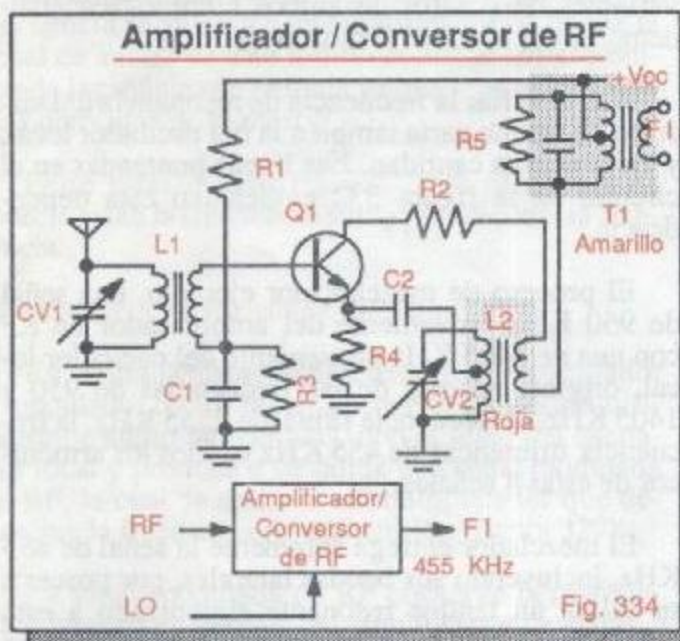 Amplificador / Conversor de RF
+Vcc
R5
FI
R1
R2
Q1
T1
Amarillo
L1
C2
L2
CV1
R4
CV2
C1
R3
Roja
RF
Amplificador/
Conversor
de RF
FI
455 KHz
LO
Fig. 334